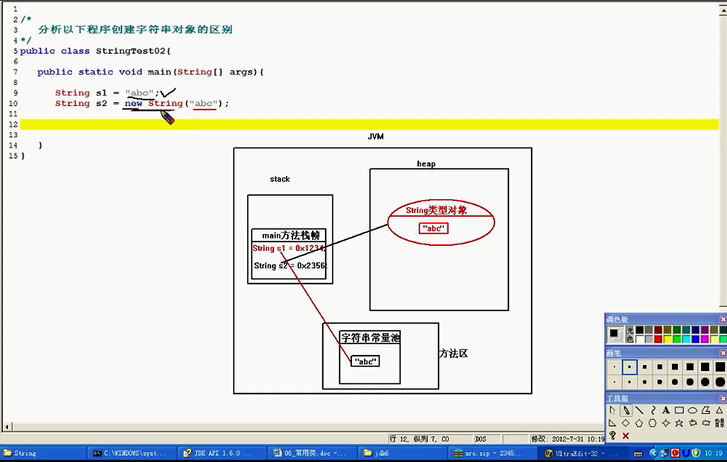 1
2 /*
3 分析以下程序创建字符串对象的区别
4 */
5 public class StringTest02{
6
7 public static void main(String[] args){
8
9 String s1 = "abc";
10 String s2 = new String("abc");
11
12
13
14 }
15 }
JVM
stack
heap
String类型对象
"abc"
main方法栈帧
String s1 = 0x1234;
String s2 = 0x2356;
字符串常量池
"abc"
方法区
调色板
画笔
工具箱
行 12, 纵列 7, C0
DOS
修改: 2012-7-31 10:19
String
C:\WINDOWS\syst...
JDK API 1.6.0 ...
06_常用类.doc -...
jdk6
src.zip - 2345...
UltraEdit-32 - ...
10:19